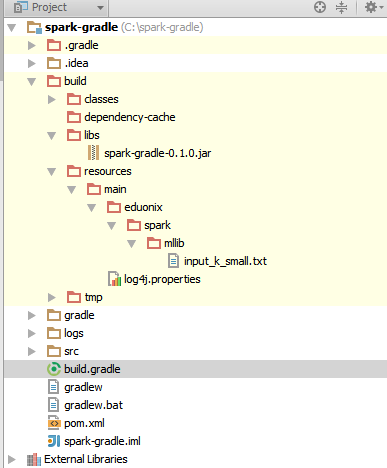 Project
spark-gradle (C:\spark-gradle)
.gradle
.idea
build
classes
dependency-cache
libs
spark-gradle-0.1.0.jar
resources
main
eduonix
spark
mllib
input_k_small.txt
log4j.properties
tmp
gradle
logs
src
build.gradle
gradlew
gradlew.bat
pom.xml
spark-gradle.iml
External Libraries